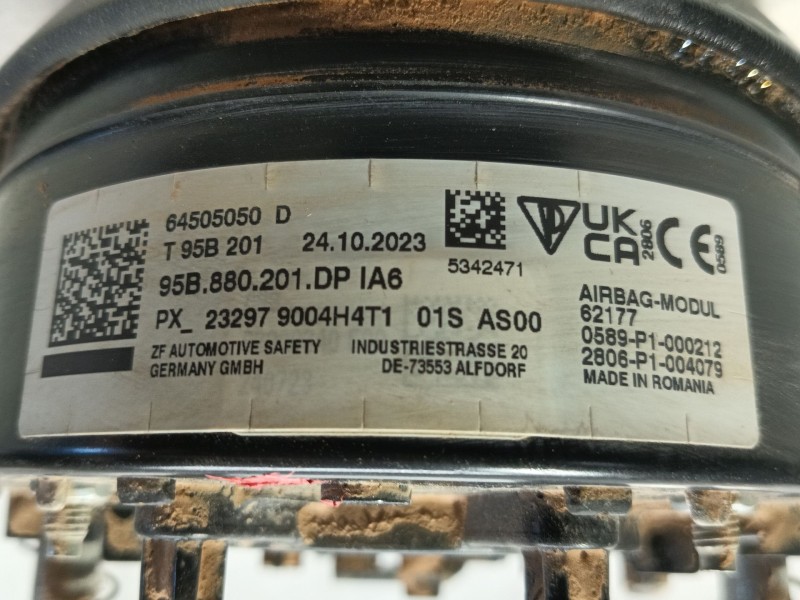 64505050 D
T 95B 201 24.10.2023
95B.880.201.DP IA6
PX_ 23297 9004H4T1 01S AS00
ZF AUTOMOTIVE SAFETY
GERMANY GMBH
INDUSTRIESTRASSE 20
DE-73553 ALFDORF
5342471
UK
CA
2806
CE
0589
AIRBAG-MODUL
62177
0589-P1-000212
2806-P1-004079
MADE IN ROMANIA